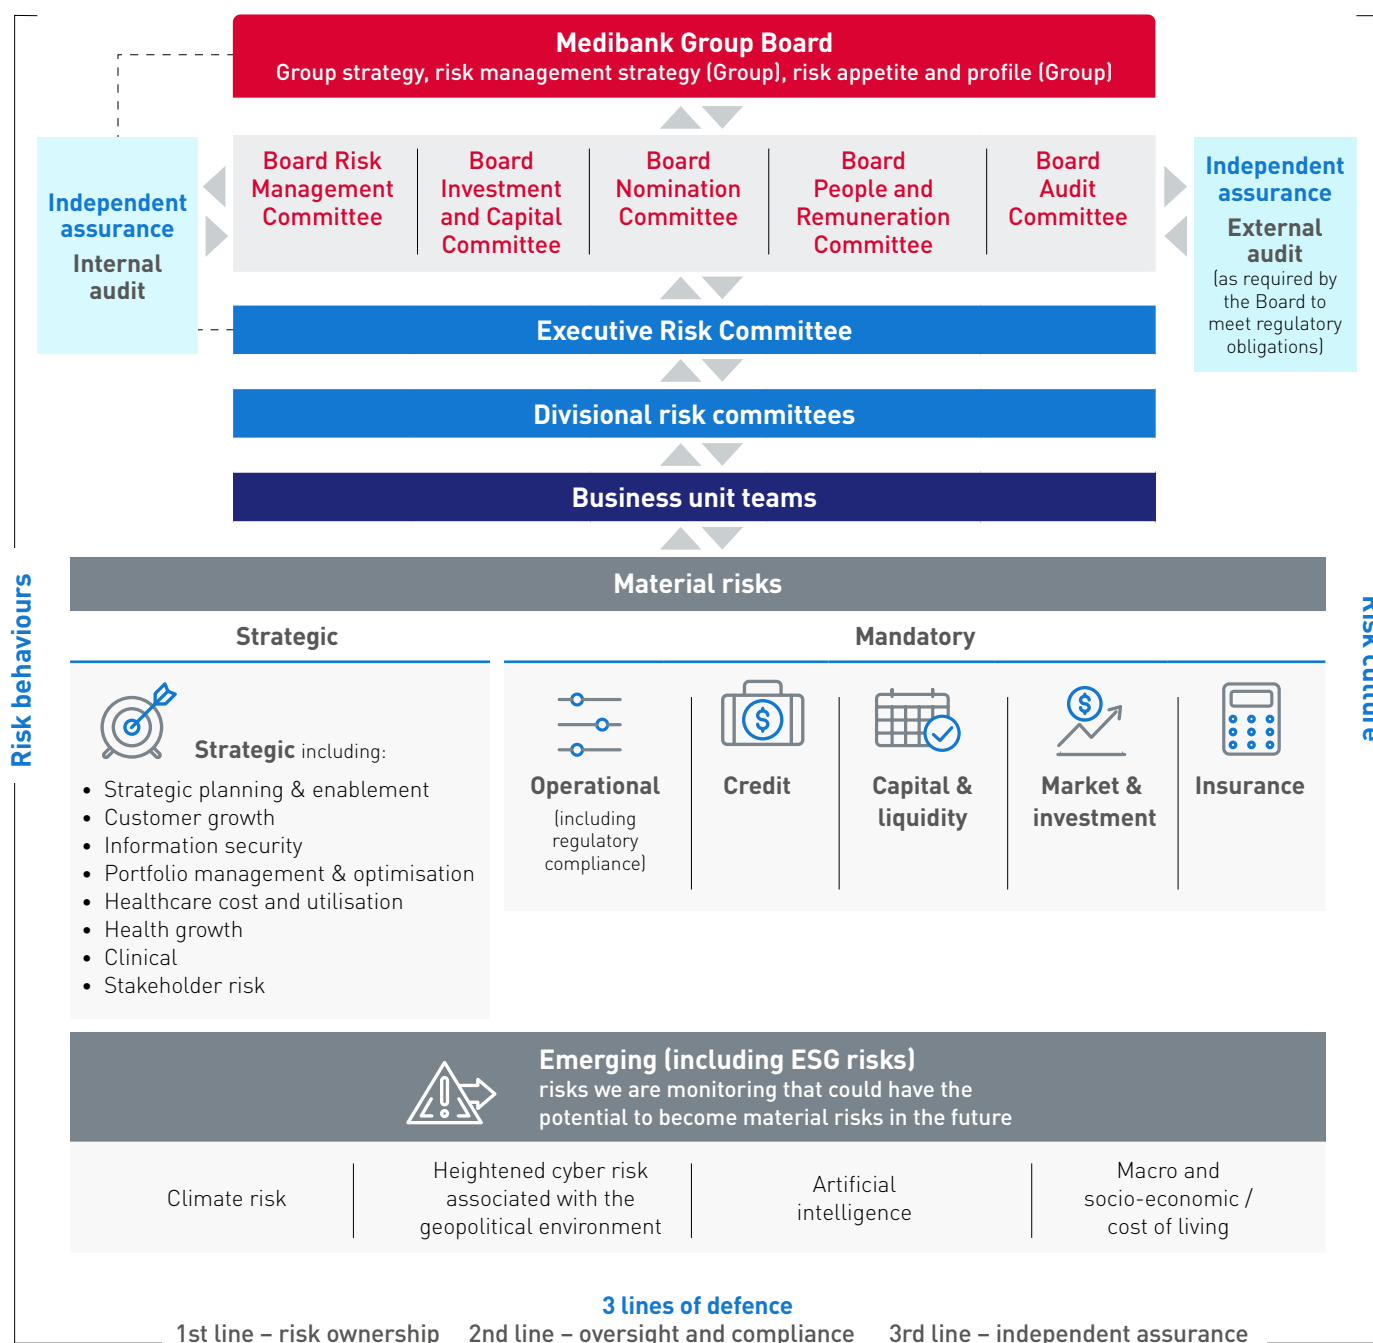 Medibank Group Board
Group strategy, risk management strategy (Group), risk appetite and profile (Group)
Independent
assurance
Internal
audit
Board Risk
Management
Committee
Board
Investment
and Capital
Committee
Board
Nomination
Committee
Board
People and
Remuneration
Committee
Board
Audit
Committee
Independent
assurance
External
audit
(as required by
the Board to
meet regulatory
obligations)
Executive Risk Committee
Divisional risk committees
Business unit teams
Risk behaviours
Risk culture
Material risks
Strategic
Mandatory
Strategic including:
• Strategic planning & enablement
• Customer growth
• Information security
• Portfolio management & optimisation
• Healthcare cost and utilisation
• Health growth
• Clinical
• Stakeholder risk
Operational
(including
regulatory
compliance)
Credit
Capital &
liquidity
Market &
investment
Insurance
Emerging (including ESG risks)
risks we are monitoring that could have the
potential to become material risks in the future
Climate risk
Heightened cyber risk
associated with the
geopolitical environment
Artificial
intelligence
Macro and
socio-economic /
cost of living
3 lines of defence
1st line – risk ownership 2nd line – oversight and compliance 3rd line – independent assurance